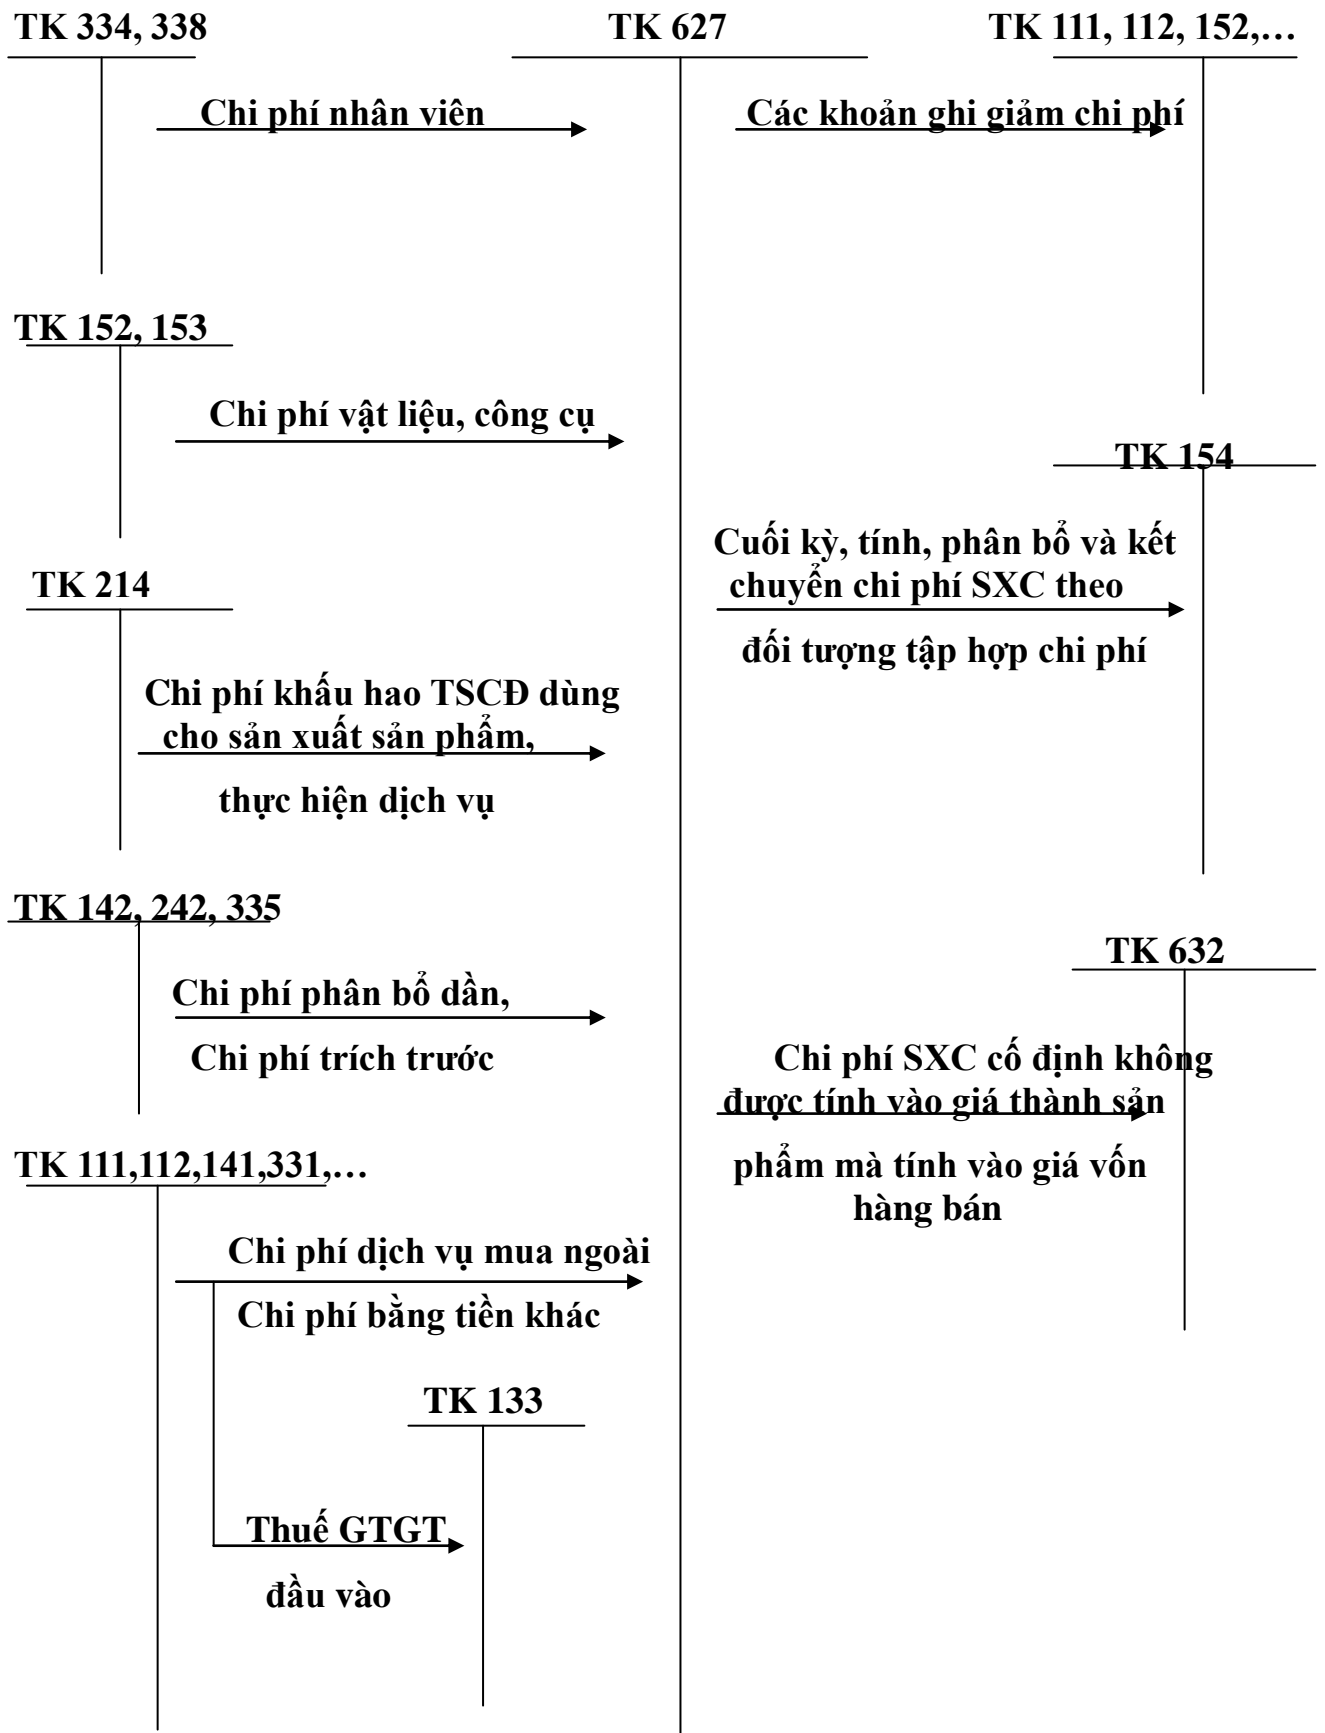 TK 334, 338
TK 627
TK 111, 112, 152,…
Chi phí nhân viên
Các khoản ghi giảm chi phí
TK 152, 153
Chi phí vật liệu, công cụ
TK 154
Cuối kỳ, tính, phân bổ và kết
chuyển chi phí SXC theo
đối tượng tập hợp chi phí
TK 214
Chi phí khấu hao TSCĐ dùng
cho sản xuất sản phẩm,
thực hiện dịch vụ
TK 142, 242, 335
TK 632
Chi phí phân bổ dần,
Chi phí trích trước
Chi phí SXC cố định không
được tính vào giá thành sản
phẩm mà tính vào giá vốn
hàng bán
TK 111,112,141,331,…
Chi phí dịch vụ mua ngoài
Chi phí bằng tiền khác
TK 133
Thuế GTGT
đầu vào